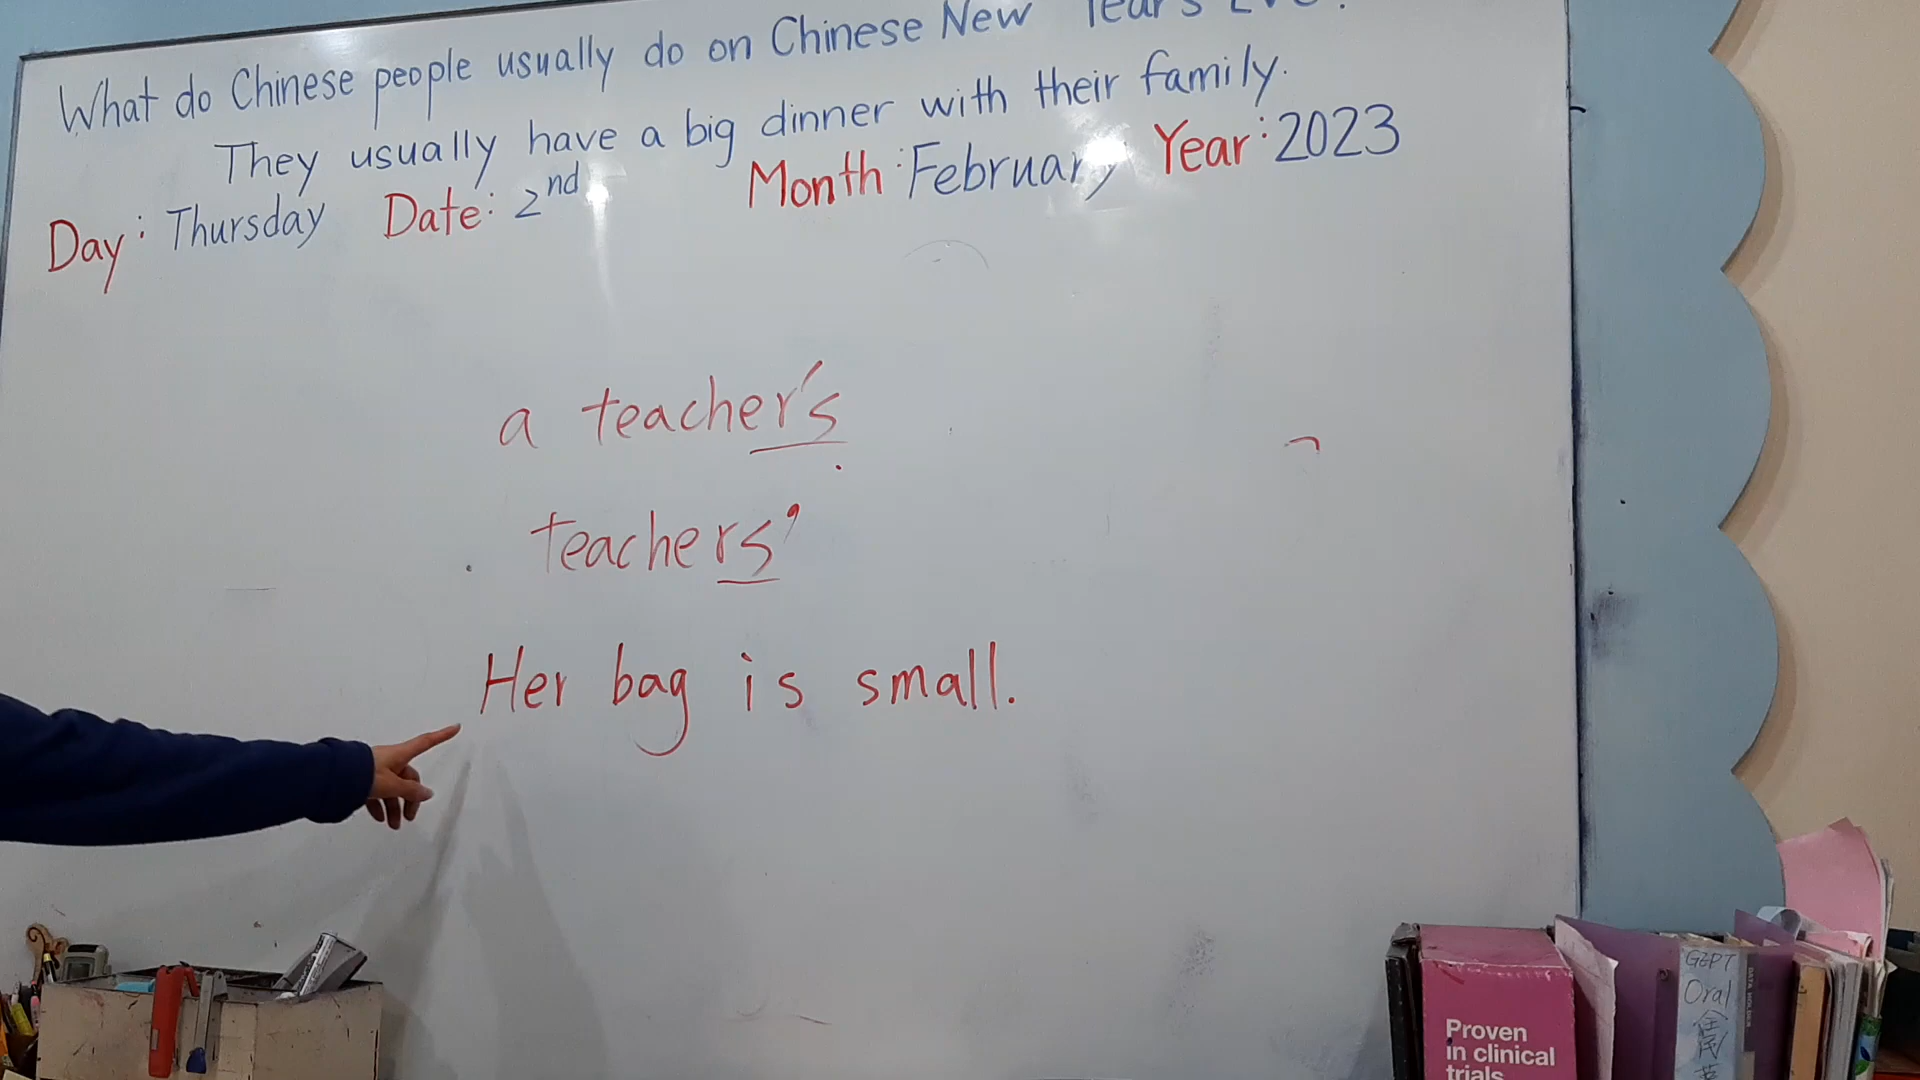 What do Chinese people usually do on Chinese New Year's Eve?
They usually have a big dinner with their family.
Day: Thursday Date: 2nd Month: February Year: 2023
a teacher's
teachers'
Her bag is small.
Proven
in clinical
trials
GEPT
Oral
全民